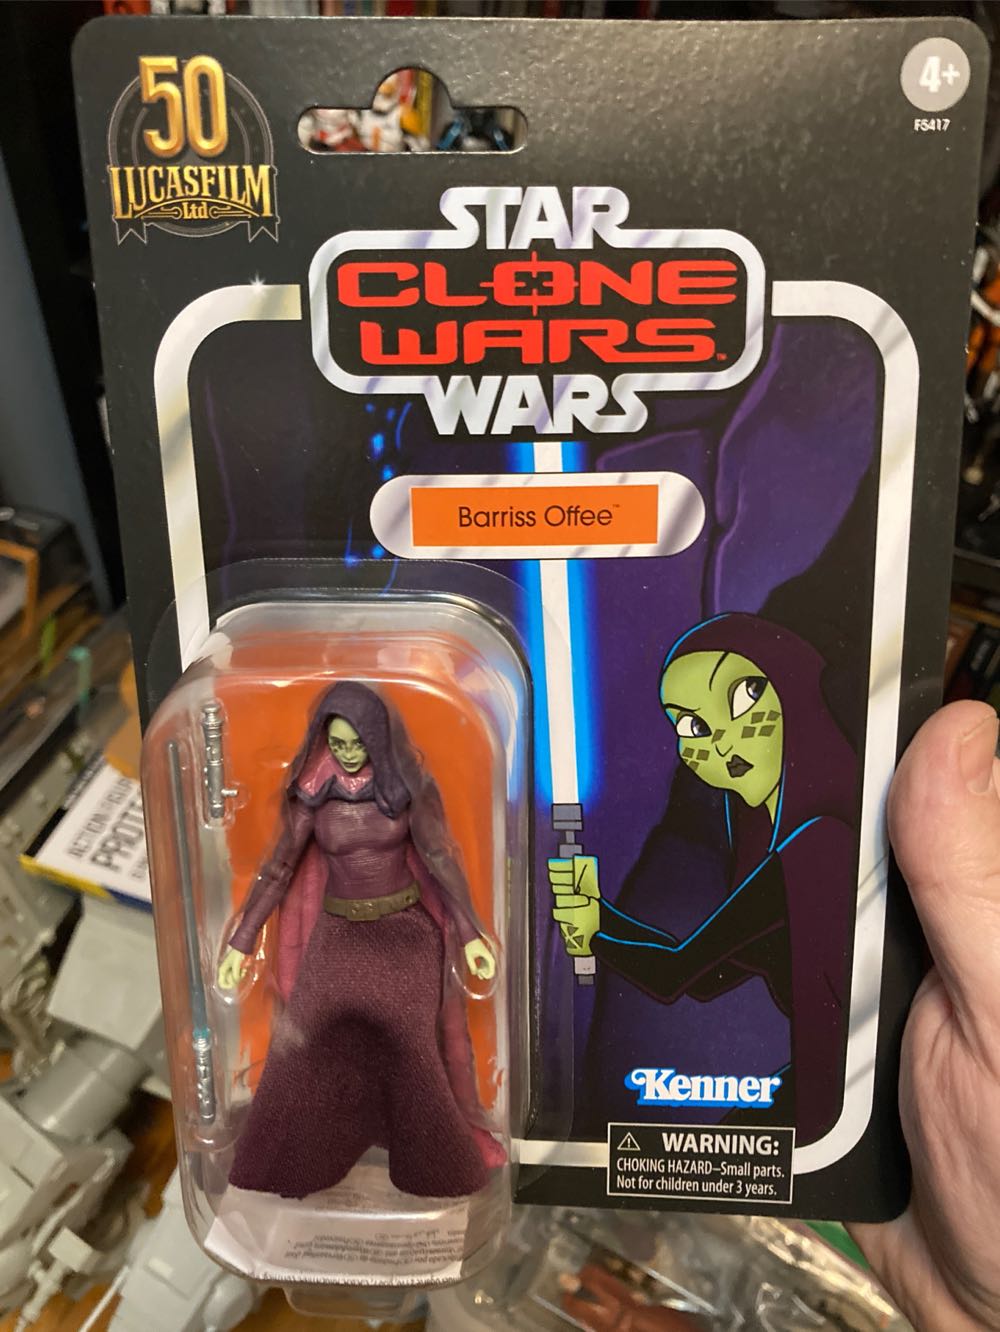 50
LUCASFILM
Ltd
4+
F5417
STAR
CLONE
WARS™
WARS
Barriss Offee™
Kenner
WARNING:
CHOKING HAZARD–Small parts.
Not for children under 3 years.